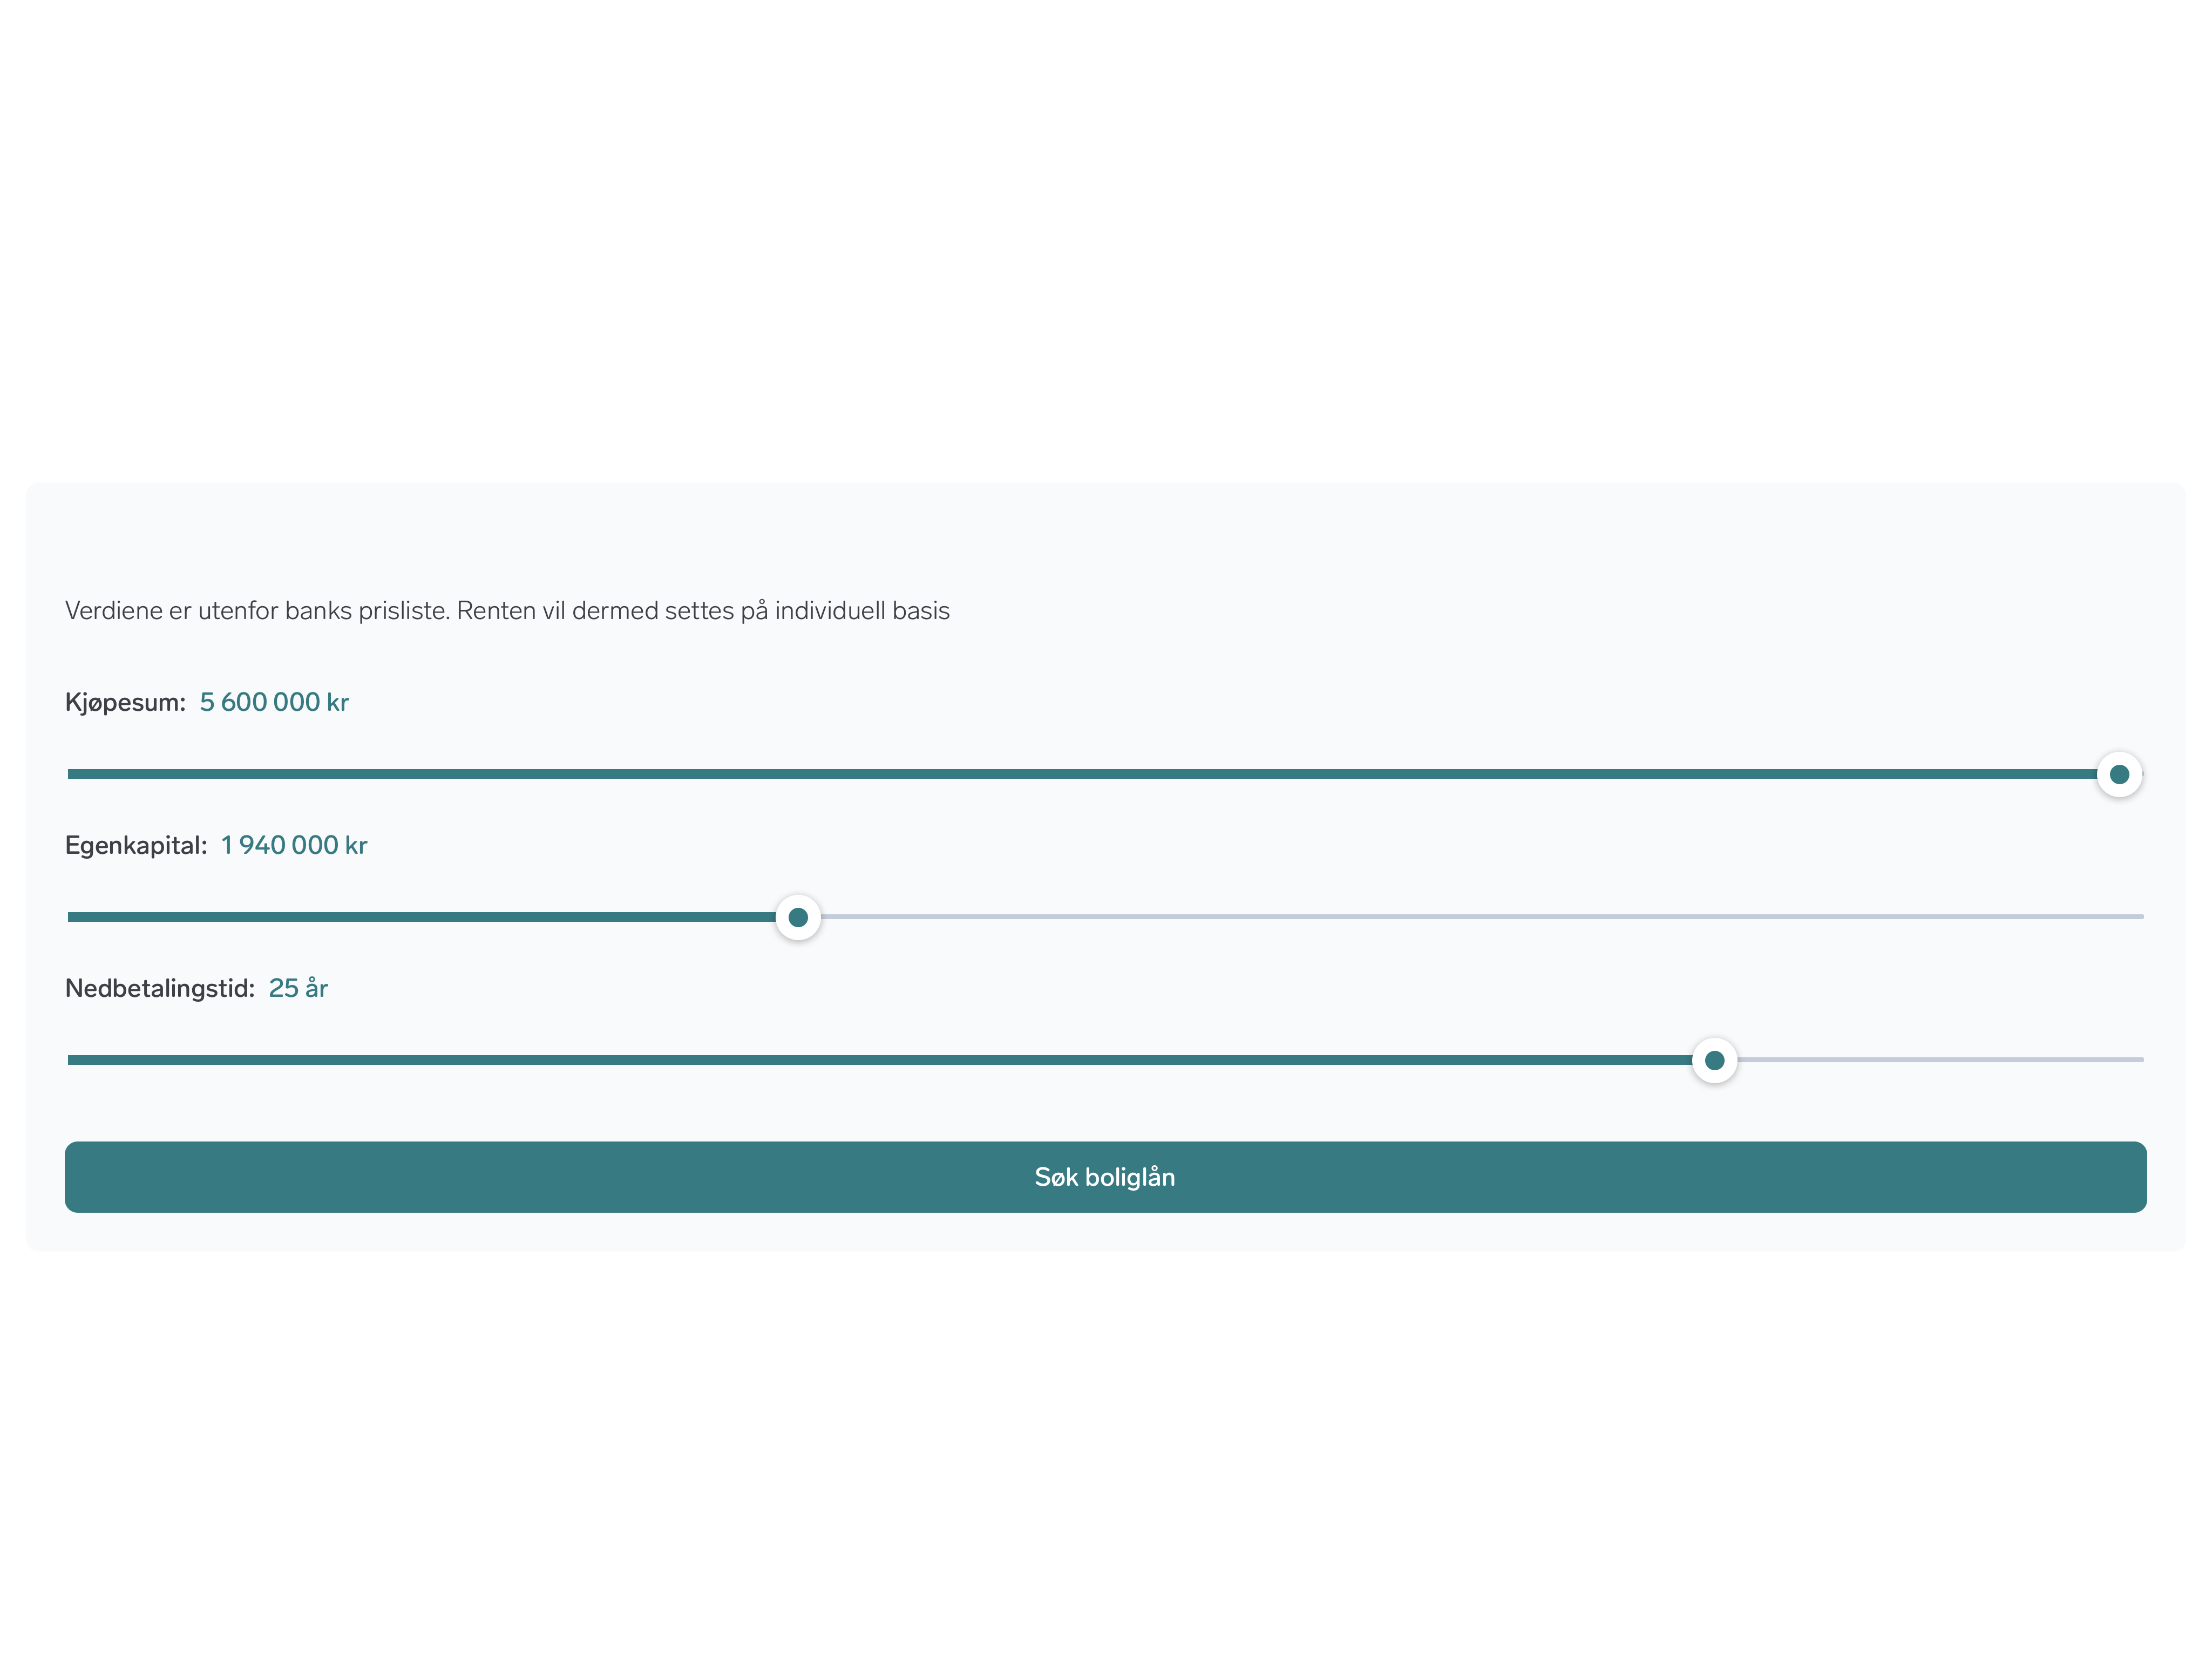 Verdiene er utenfor banks prisliste. Renten vil dermed settes på individuell basis
Kjøpesum: 5 600 000 kr
Egenkapital: 1 940 000 kr
Nedbetalingstid: 25 år
Søk boliglån